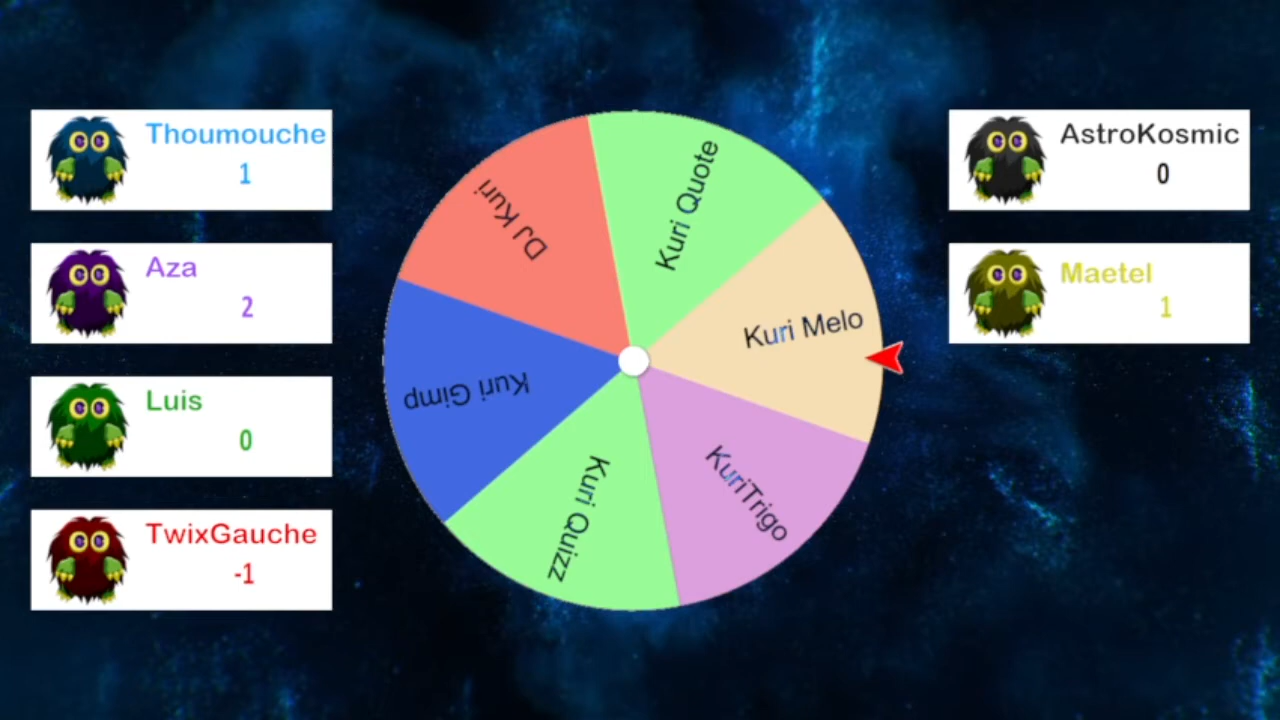 Thoumouche
1
Aza
2
Luis
0
TwixGauche
-1
DJ Kuri
Kuri Quote
Kuri Melo
KuriTrigo
Kuri Quizz
Kuri Gimp
AstroKosmic
0
Maetel
1